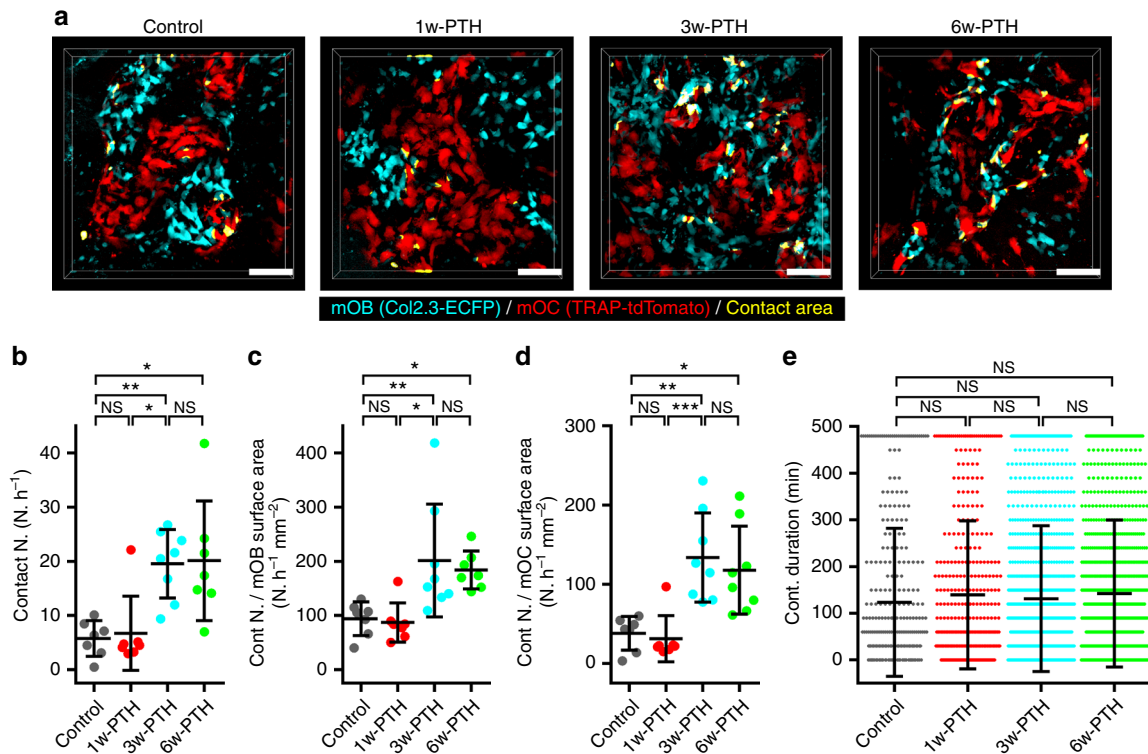 a
Control
1w-PTH
3w-PTH
6w-PTH
mOB (Col2.3-ECFP) / mOC (TRAP-tdTomato) / Contact area
b
*
**
NS
*
NS
Contact N. (N. h⁻¹)
40
30
20
10
0
Control
1w-PTH
3w-PTH
6w-PTH
c
*
**
NS
*
NS
Cont N. / mOB surface area
(N. h⁻¹ mm⁻²)
400
300
200
100
0
Control
1w-PTH
3w-PTH
6w-PTH
d
*
**
NS
***
NS
Cont N. / mOC surface area
(N. h⁻¹ mm⁻²)
300
200
100
0
Control
1w-PTH
3w-PTH
6w-PTH
e
NS
NS
NS
NS
NS
Cont. duration (min)
500
400
300
200
100
0
Control
1w-PTH
3w-PTH
6w-PTH